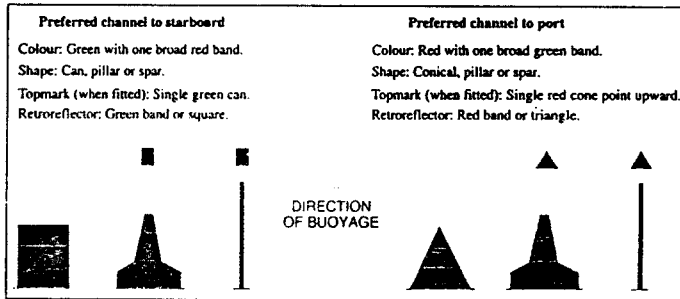 Preferred channel to starboard
Colour: Green with one broad red band.
Shape: Can, pillar or spar.
Topmark (when fitted): Single green can.
Retroreflector: Green band or square.
Preferred channel to port
Colour: Red with one broad green band.
Shape: Conical, pillar or spar.
Topmark (when fitted): Single red cone point upward.
Retroreflector: Red band or triangle.
DIRECTION
OF BUOYAGE